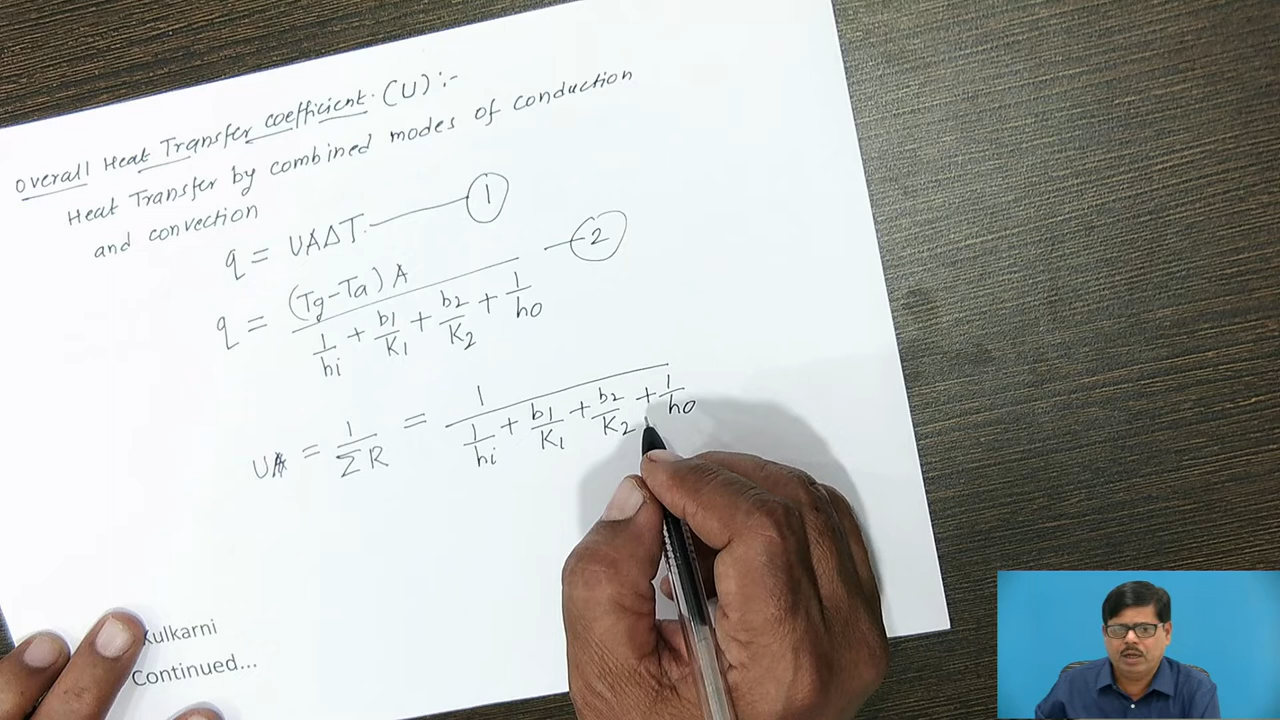 Overall Heat Transfer coefficient. (U):-
Heat Transfer by combined modes of conduction
and convection
q = UAΔT. — 1
q = (Tg-Ta) A / (1/hi + b1/K1 + b2/K2 + 1/ho) — 2
U = 1/ΣR = 1 / (1/hi + b1/K1 + b2/K2 + 1/ho)
Kulkarni
Continued...